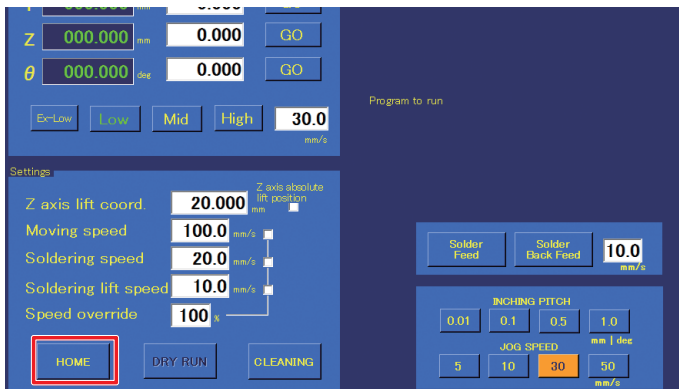 Z 000.000 mm 0.000 GO
θ 000.000 deg 0.000 GO
Ex-Low Low Mid High 30.0
mm/s
Program to run
Settings
Z axis lift coord. 20.000 mm
Z axis absolute
lift position
Moving speed 100.0 mm/s
Soldering speed 20.0 mm/s
Soldering lift speed 10.0 mm/s
Speed override 100 %
HOME DRY RUN CLEANING
Solder
Feed
Solder
Back Feed
10.0
mm/s
INCHING PITCH
0.01 0.1 0.5 1.0
mm | deg
JOG SPEED
5 10 30 50
mm/s